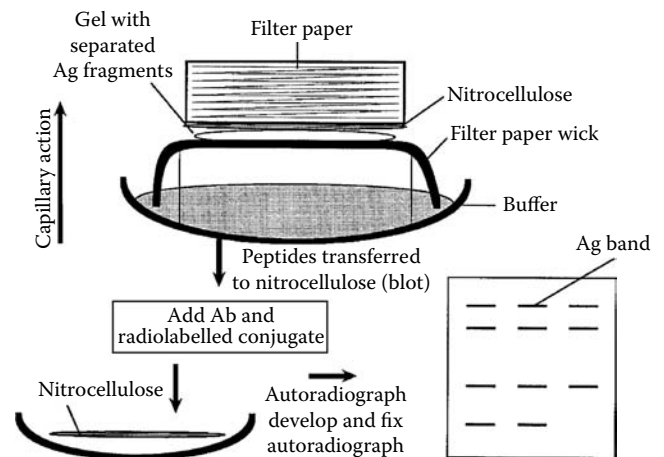 Gel with
separated
Ag fragments
Filter paper
Nitrocellulose
Filter paper wick
Capillary action
Buffer
Peptides transferred
to nitrocellulose (blot)
Ag band
Add Ab and
radiolabelled conjugate
Nitrocellulose
Autoradiograph
develop and fix
autoradiograph